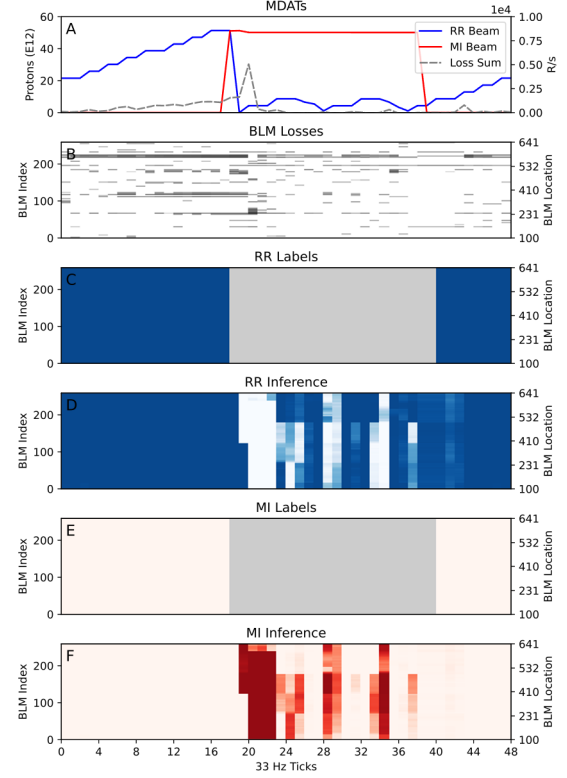 MDATS
1e4
A
RR Beam
MI Beam
Loss Sum
Protons (E12)
60
40
20
0
1.00
0.75
0.50
0.25
0.00
R/s
BLM Losses
B
BLM Index
200
100
0
641
532
410
231
100
BLM Location
RR Labels
C
BLM Index
200
100
0
641
532
410
231
100
BLM Location
RR Inference
D
BLM Index
200
100
0
641
532
410
231
100
BLM Location
MI Labels
E
BLM Index
200
100
0
641
532
410
231
100
BLM Location
MI Inference
F
BLM Index
200
100
0
641
532
410
231
100
BLM Location
0 4 8 12 16 20 24 28 32 36 40 44 48
33 Hz Ticks